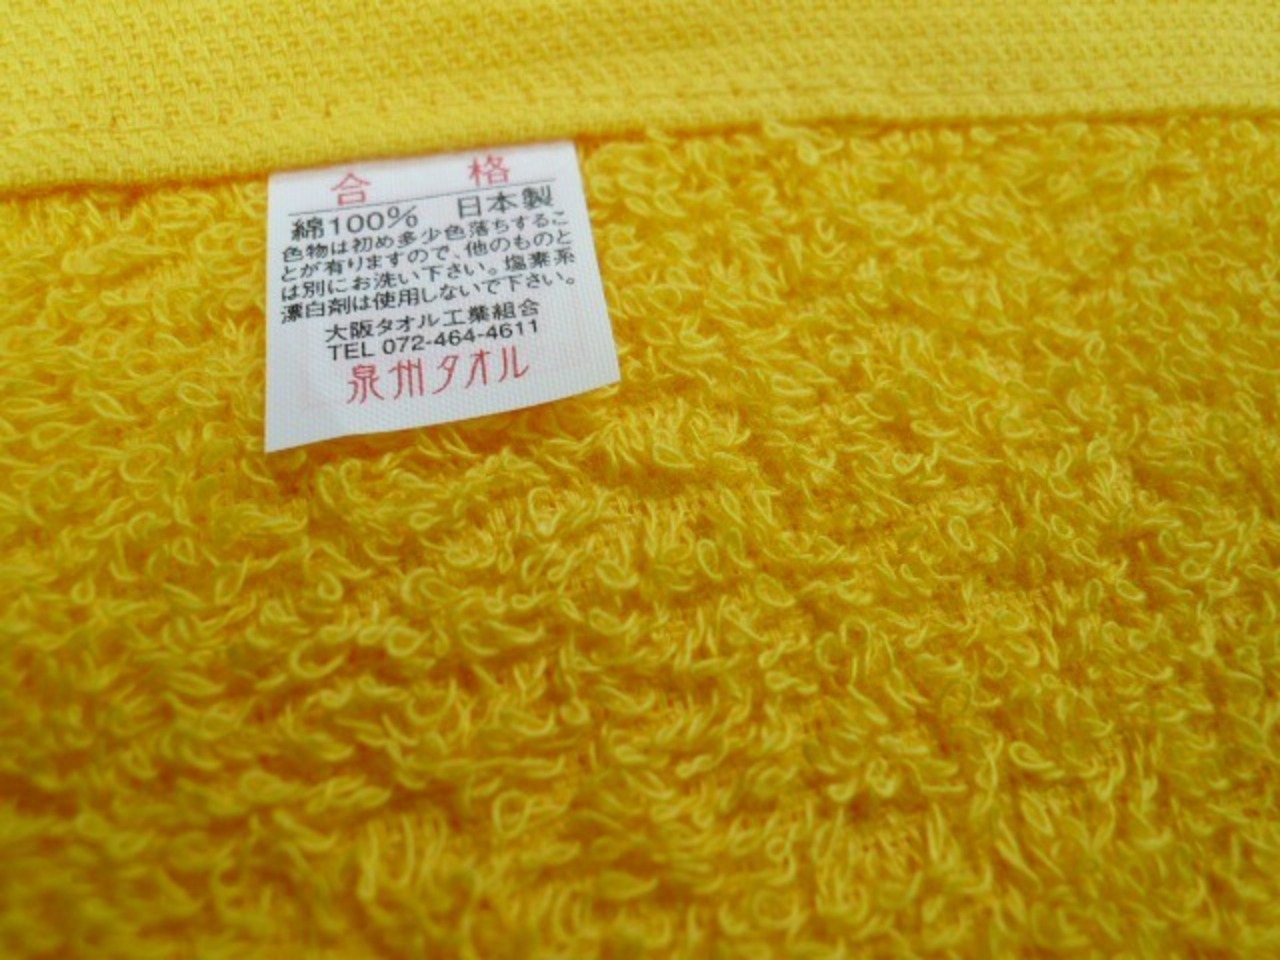 合 格
綿100% 日本製
色物は初め多少色落ちするこ
とが有りますので、他のものと
は別にお洗い下さい。塩素系
漂白剤は使用しないで下さい。
大阪タオル工業組合
TEL 072-464-4611
泉州タオル